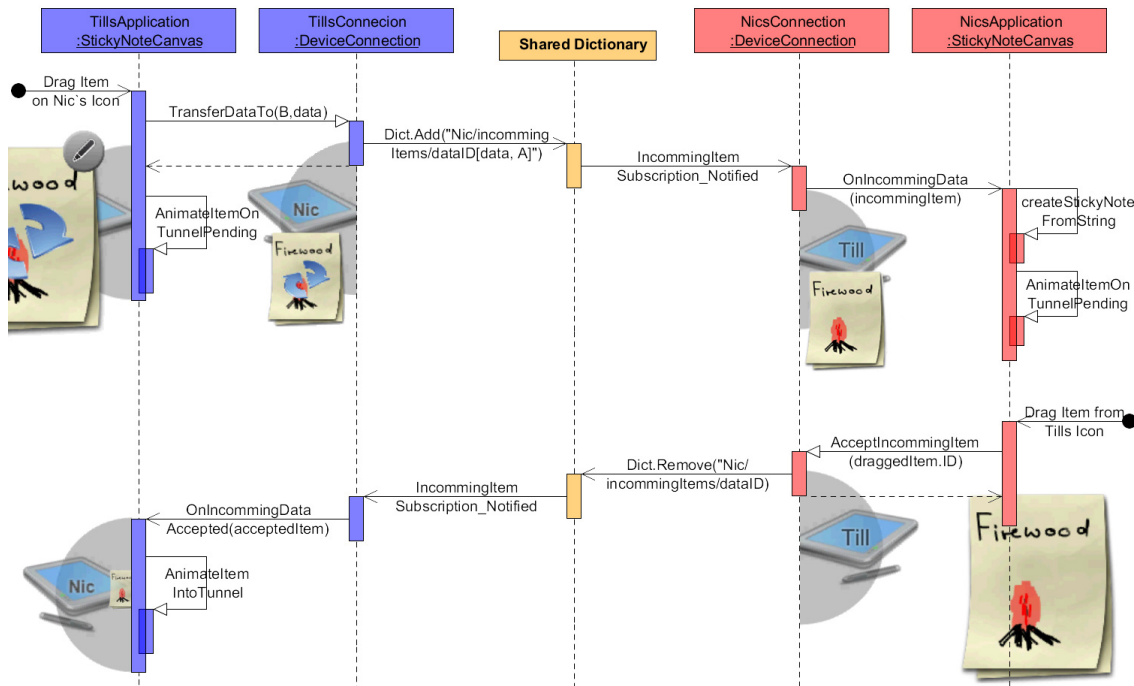 TillsApplication
:StickyNoteCanvas
TillsConnecion
:DeviceConnection
Shared Dictionary
NicsConnection
:DeviceConnection
NicsApplication
:StickyNoteCanvas
Drag Item
on Nic`s Icon
TransferDataTo(B,data)
Dict.Add("Nic/incomming
Items/dataID[data, A]")
IncommingItem
Subscription_Notified
OnIncommingData
(incommingItem)
createStickyNote
FromString
AnimateItemOn
TunnelPending
Nic
Firewood
Till
Firewood
AnimateItemOn
TunnelPending
Drag Item from
Tills Icon
AcceptIncommingItem
(draggedItem.ID)
Dict.Remove("Nic/
incommingItems/dataID)
IncommingItem
Subscription_Notified
OnIncommingData
Accepted(acceptedItem)
AnimateItem
IntoTunnel
Nic
Till
Firewood